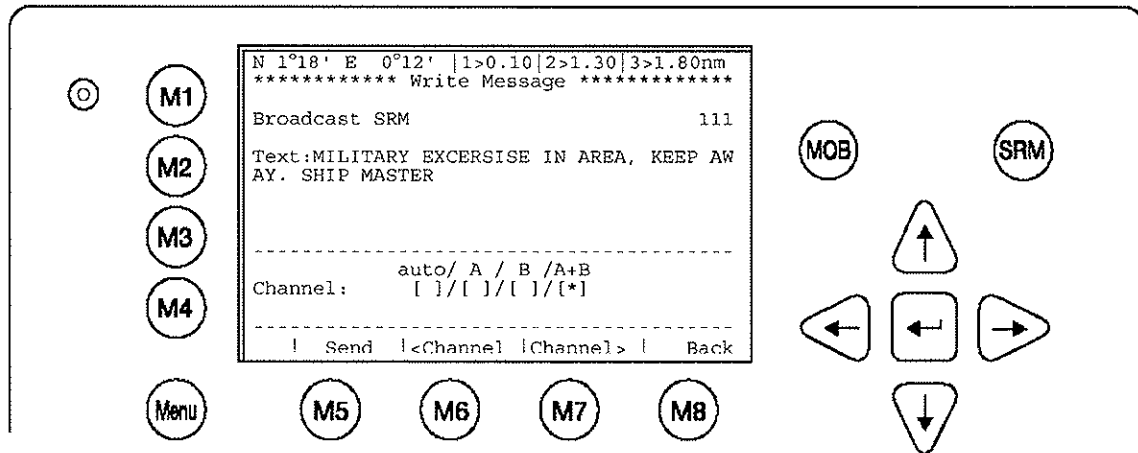 N 1°18' E 0°12' |1>0.10|2>1.30|3>1.80nm
************ Write Message *************
Broadcast SRM 111
Text:MILITARY EXCERSISE IN AREA, KEEP AW
AY. SHIP MASTER
auto/ A / B /A+B
Channel: [ ]/[ ]/[ ]/[*]
| Send |<Channel |Channel> | Back
M1
M2
M3
M4
Menu
M5
M6
M7
M8
MOB
SRM